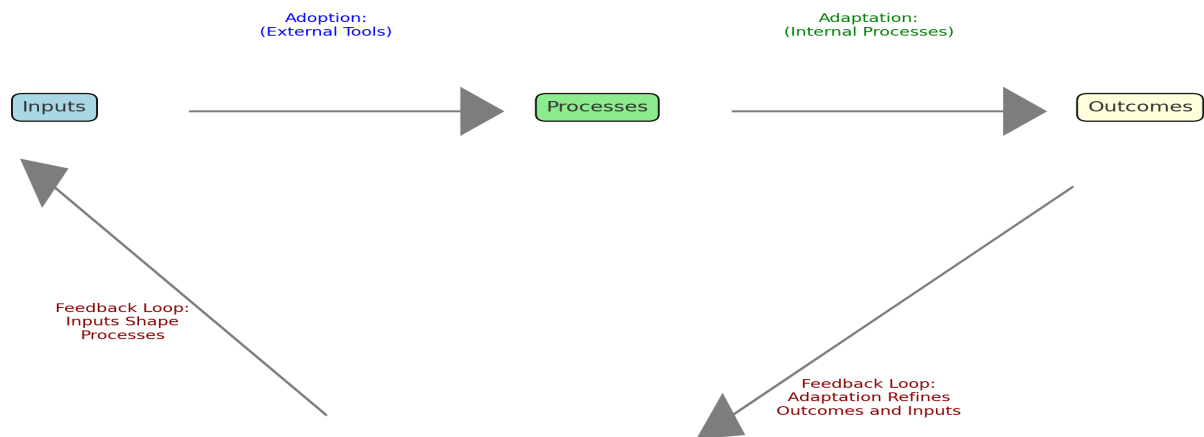 Adoption:
(External Tools)
Adaptation:
(Internal Processes)
Inputs
Processes
Outcomes
Feedback Loop:
Inputs Shape
Processes
Feedback Loop:
Adaptation Refines
Outcomes and Inputs